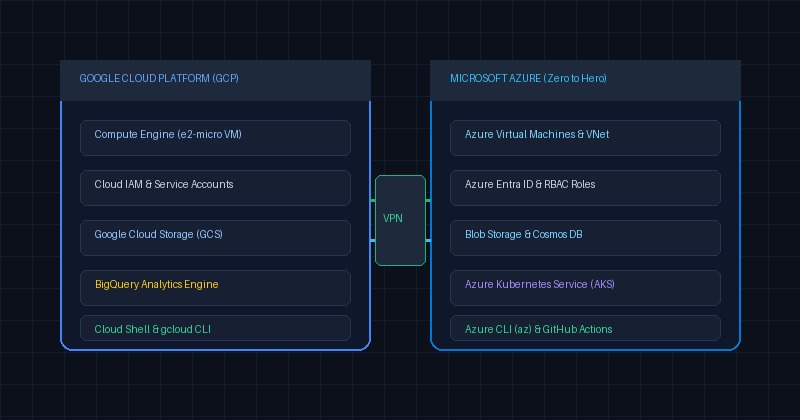 GOOGLE CLOUD PLATFORM (GCP)
Compute Engine (e2-micro VM)
Cloud IAM & Service Accounts
Google Cloud Storage (GCS)
BigQuery Analytics Engine
Cloud Shell & gcloud CLI
VPN
MICROSOFT AZURE (Zero to Hero)
Azure Virtual Machines & VNet
Azure Entra ID & RBAC Roles
Blob Storage & Cosmos DB
Azure Kubernetes Service (AKS)
Azure CLI (az) & GitHub Actions